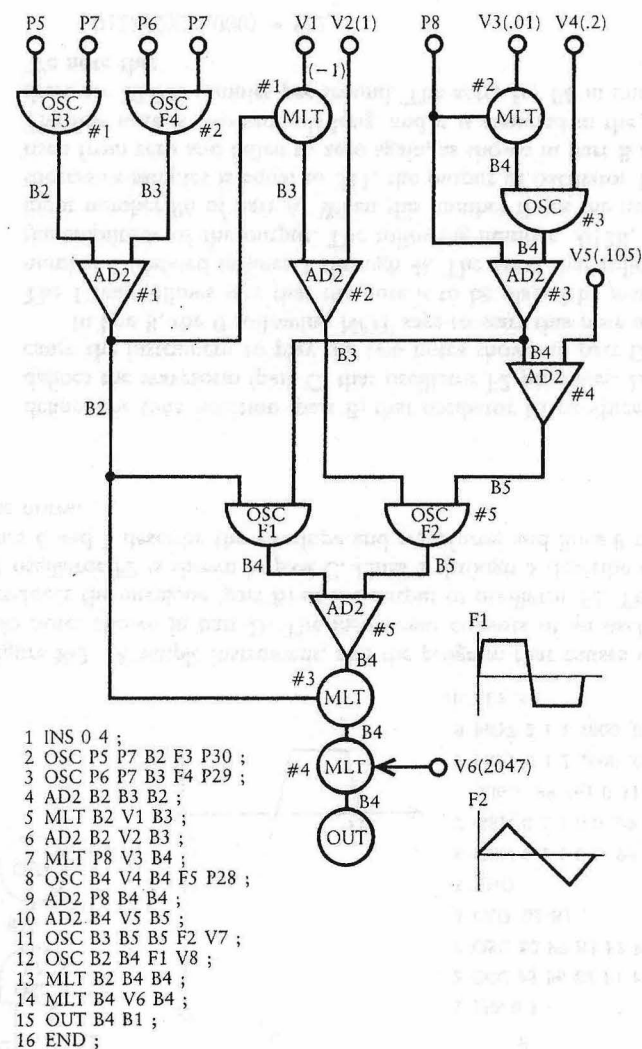 P5 P7 P6 P7 V1 V2(1) P8 V3(.01) V4(.2)
(-1)
#1 #2
OSC F3 OSC F4 MLT MLT
#1 #2
B4
B2 B3 B3 OSC
#3
B4 V5(.105)
AD2 AD2 AD2
#1 #2 #3
B3 B4
AD2
#4
B2
B5
OSC F1 OSC F2 #5
B4 B5
AD2
#5 F1
B4
#3
MLT
B4
#4 MLT V6(2047)
B4 F2
OUT
1 INS 0 4 ;
2 OSC P5 P7 B2 F3 P30 ;
3 OSC P6 P7 B3 F4 P29 ;
4 AD2 B2 B3 B2 ;
5 MLT B2 V1 B3 ;
6 AD2 B2 V2 B3 ;
7 MLT P8 V3 B4 ;
8 OSC B4 V4 B4 F5 P28 ;
9 AD2 P8 B4 B4 ;
10 AD2 B4 V5 B5 ;
11 OSC B3 B5 B5 F2 V7 ;
12 OSC B2 B4 F1 V8 ;
13 MLT B2 B4 B4 ;
14 MLT B4 V6 B4 ;
15 OUT B4 B1 ;
16 END ;